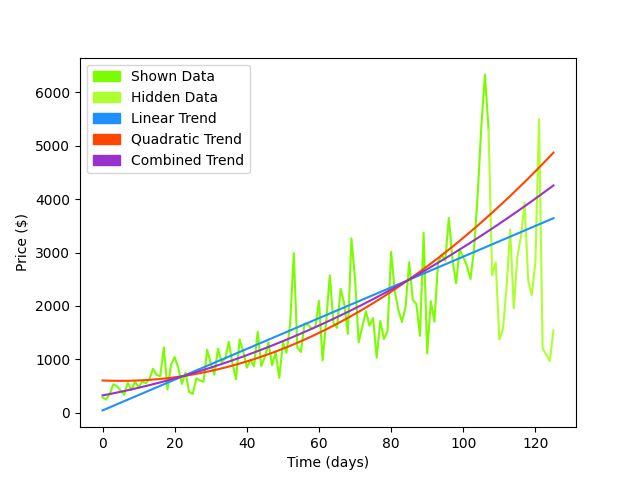 Shown Data
Hidden Data
Linear Trend
Quadratic Trend
Combined Trend
6000
5000
4000
3000
2000
1000
0
Price ($)
0 20 40 60 80 100 120
Time (days)